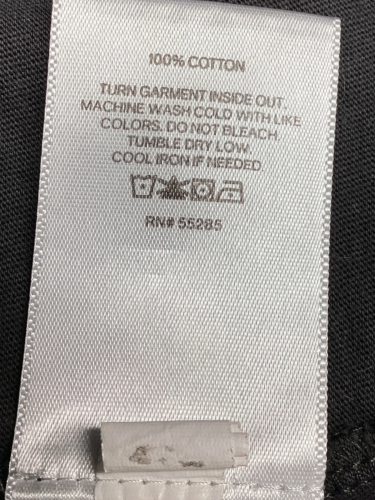 100% COTTON
TURN GARMENT INSIDE OUT.
MACHINE WASH COLD WITH LIKE
COLORS. DO NOT BLEACH.
TUMBLE DRY LOW.
COOL IRON IF NEEDED.
RN# 55285